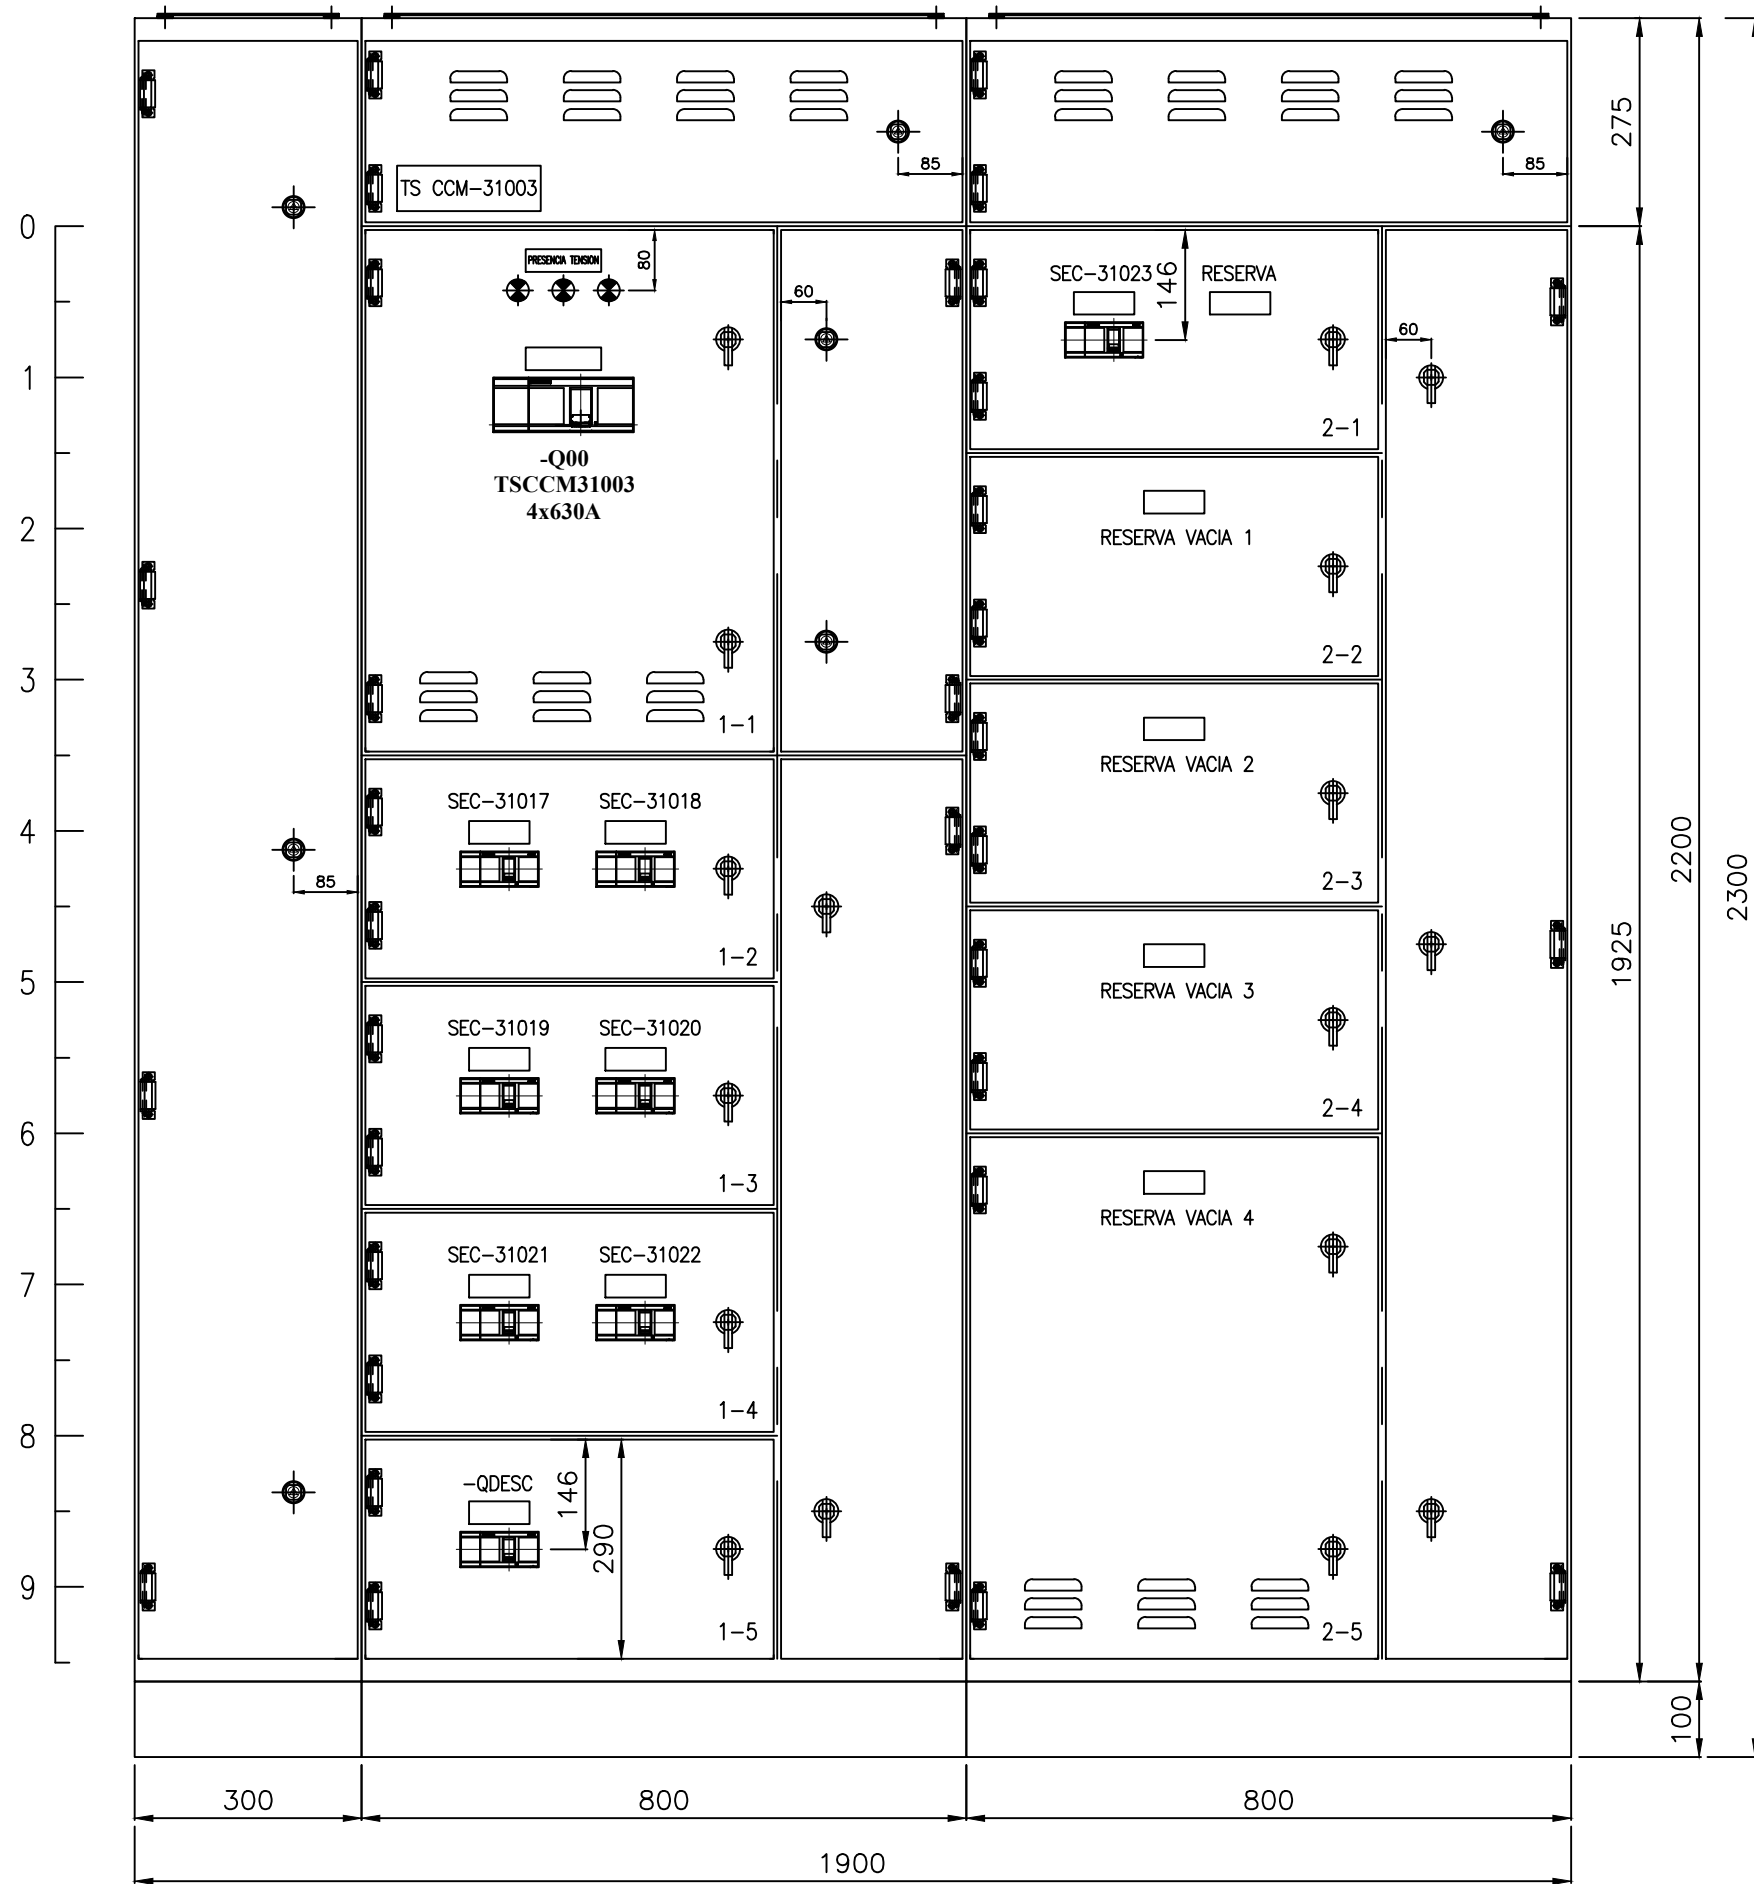 275
85
85
TS CCM-31003
0
PRESENCIA TENSION
80
SEC-31023
146
RESERVA
60
60
1
2-1
-Q00
TSCCM31003
4x630A
2
RESERVA VACIA 1
2-2
3
1-1
RESERVA VACIA 2
SEC-31017 SEC-31018
4
2200
2300
85
2-3
1925
1-2
5
RESERVA VACIA 3
SEC-31019 SEC-31020
2-4
6
1-3
RESERVA VACIA 4
SEC-31021 SEC-31022
7
1-4
8
-QDESC
146
290
9
1-5
2-5
100
300
800
800
1900